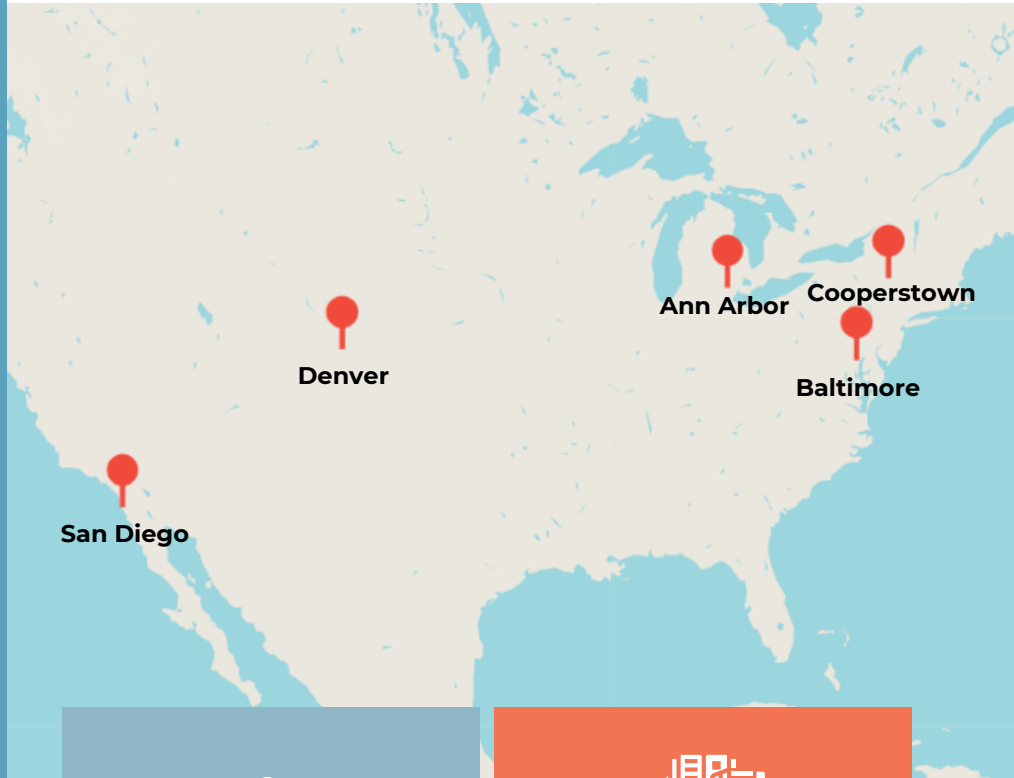 Cooperstown
Ann Arbor
Denver
Baltimore
San Diego